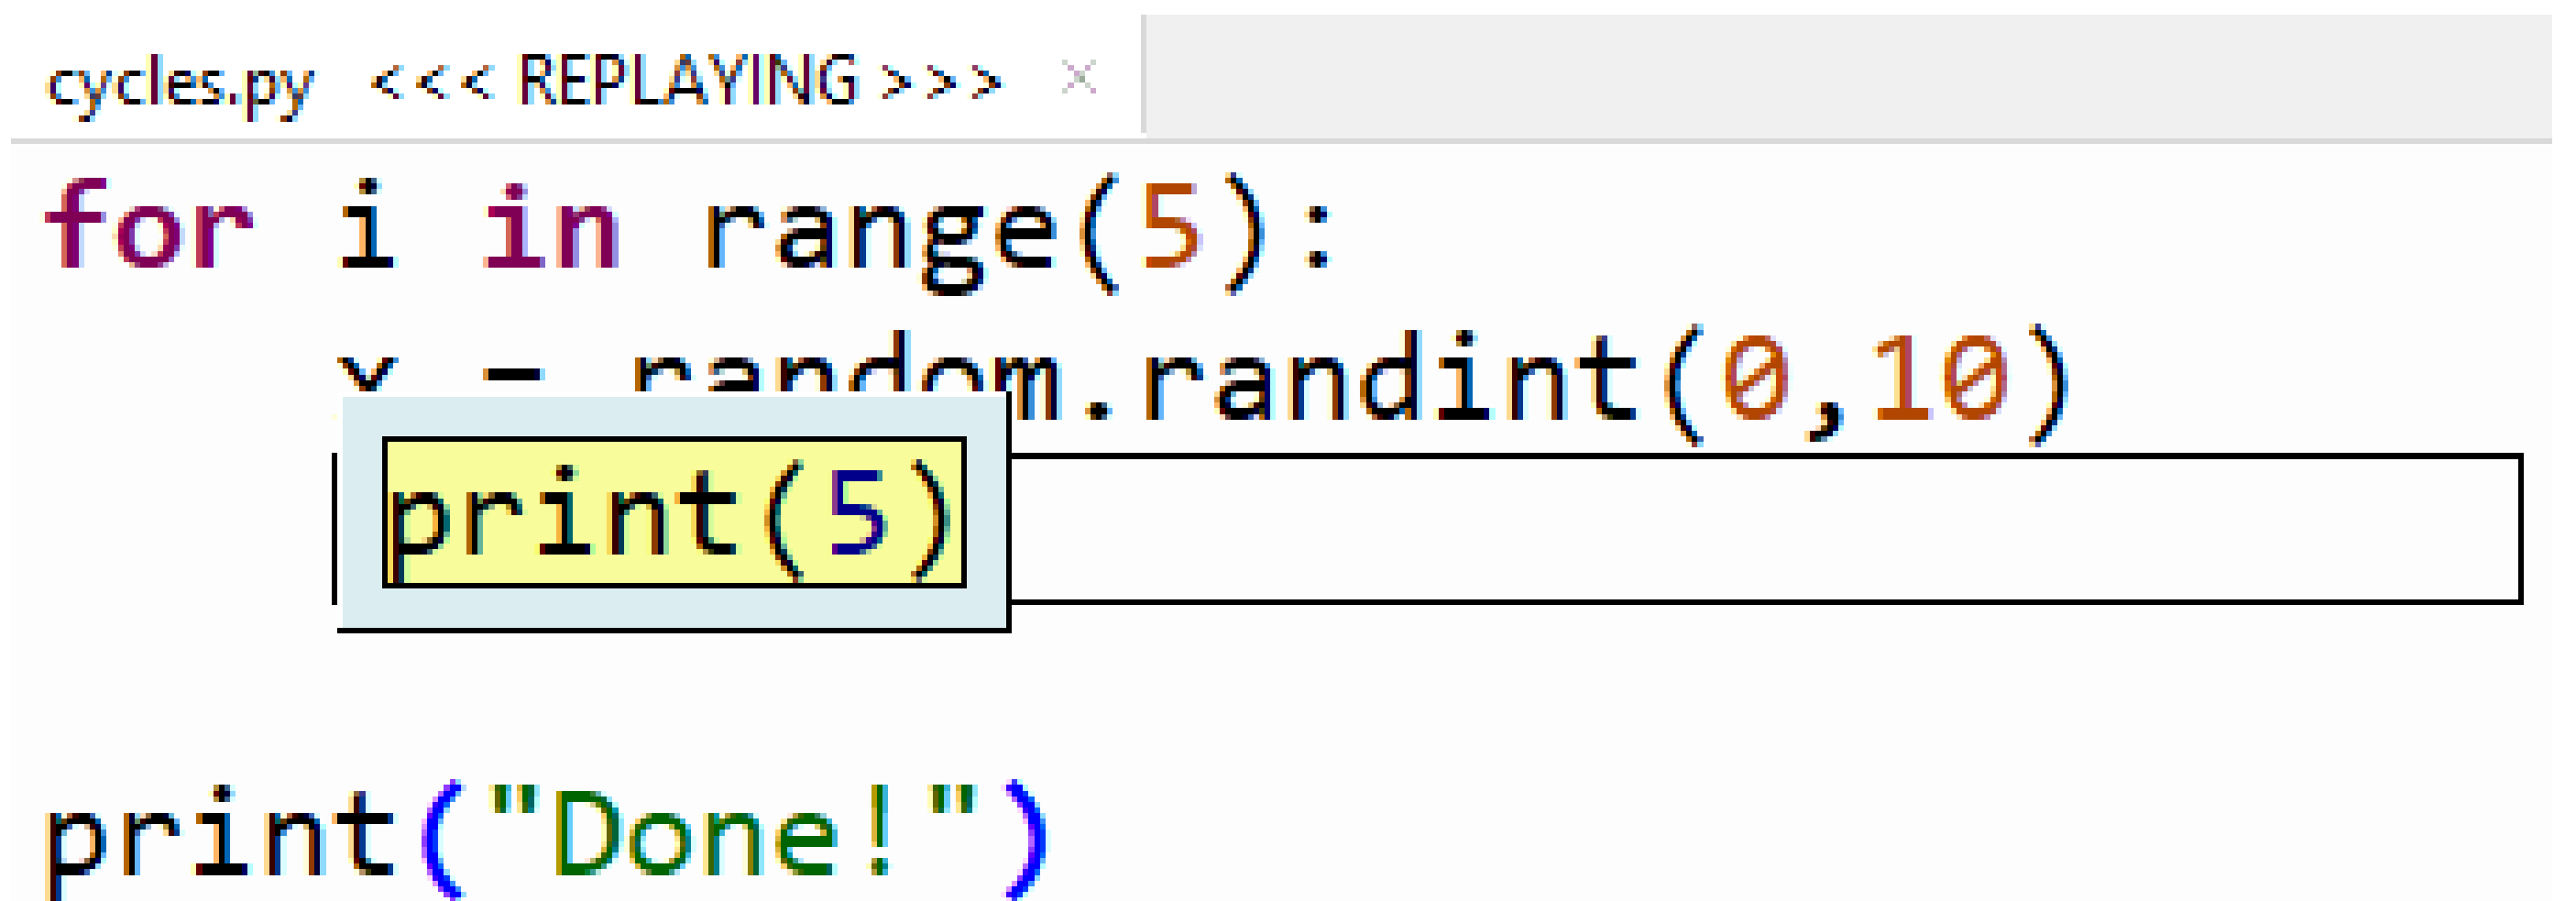 cycles.py <<< REPLAYING >>> ×
for i in range(5):
    x = random.randint(0,10)
print(5)
print("Done!")